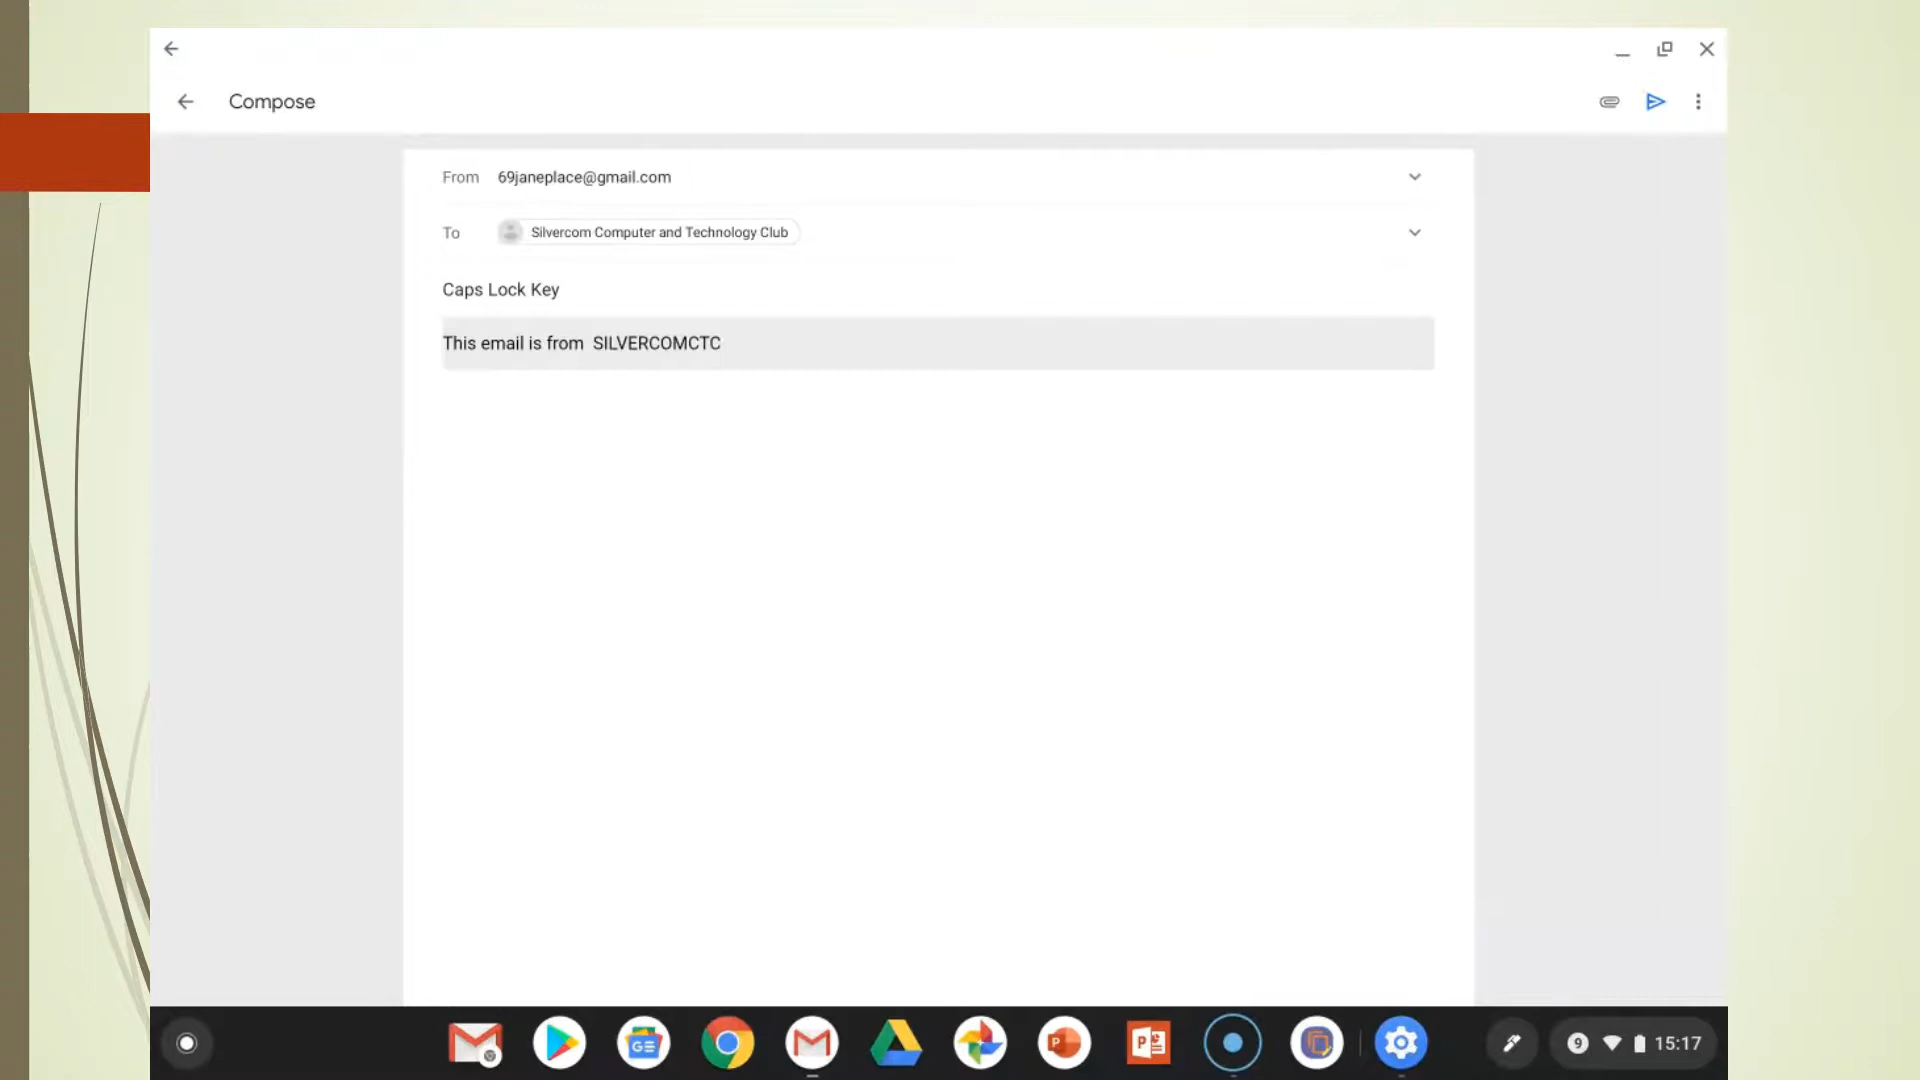 Compose
From 69janeplace@gmail.com
To Silvercom Computer and Technology Club
Caps Lock Key
This email is from  SILVERCOMCTC
GE
P
P
9 15:17